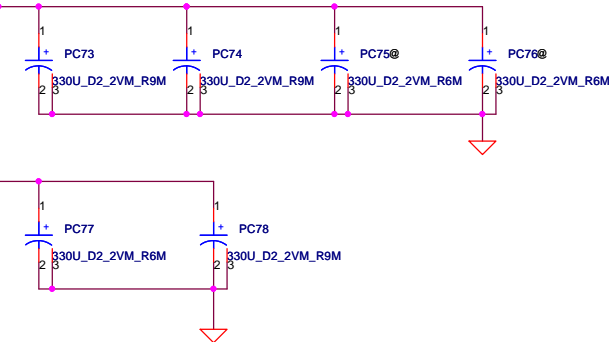 1 1 1 1
PC73 PC74 PC75@ PC76@
330U_D2_2VM_R9M 330U_D2_2VM_R9M 330U_D2_2VM_R6M 330U_D2_2VM_R6M
2 3 2 3 2 3 2 3
1 1
PC77 PC78
330U_D2_2VM_R6M 330U_D2_2VM_R9M
2 3 2 3